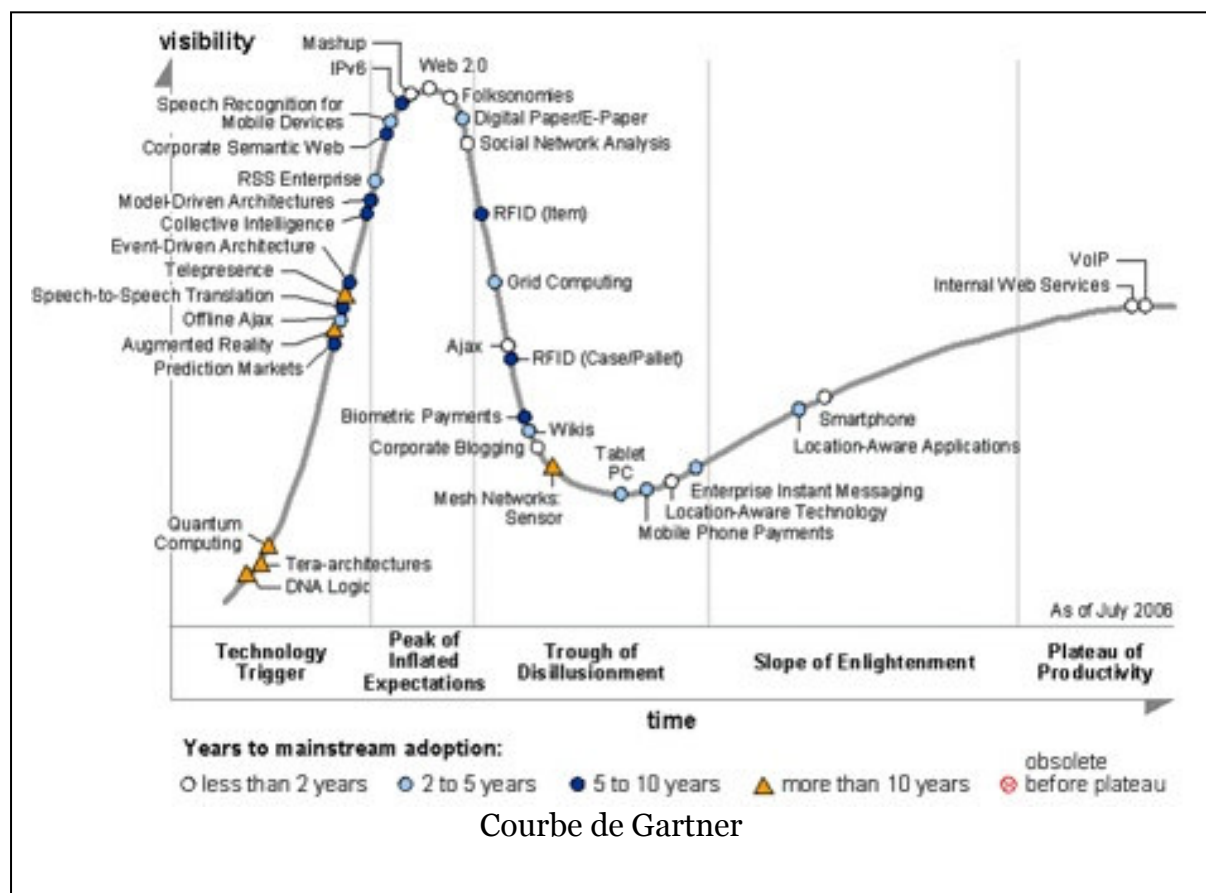 visibility
Mashup
IPv6
Web 2.0
Folksonomies
Speech Recognition for
Mobile Devices
Digital Paper/E-Paper
Corporate Semantic Web
Social Network Analysis
RSS Enterprise
Model-Driven Architectures
Collective Intelligence
RFID (Item)
Event-Driven Architecture
Telepresence
Speech-to-Speech Translation
Offline Ajax
Augmented Reality
Prediction Markets
Grid Computing
VoIP
Internal Web Services
Ajax
RFID (Case/Pallet)
Biometric Payments
Wikis
Corporate Blogging
Tablet
PC
Smartphone
Location-Aware Applications
Mesh Networks:
Sensor
Enterprise Instant Messaging
Location-Aware Technology
Mobile Phone Payments
Quantum
Computing
Tera-architectures
DNA Logic
As of July 2006
Technology
Trigger
Peak of
Inflated
Expectations
Trough of
Disillusionment
Slope of Enlightenment
Plateau of
Productivity
time
Years to mainstream adoption:
less than 2 years
2 to 5 years
5 to 10 years
more than 10 years
obsolete
before plateau
Courbe de Gartner